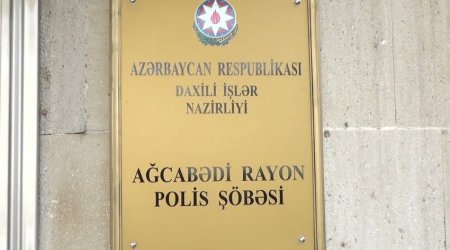 AZƏRBAYCAN RESPUBLİKASI
DAXİLİ İŞLƏR
NAZİRLİYİ
AĞCABƏDİ RAYON
POLİS ŞÖBƏSİ